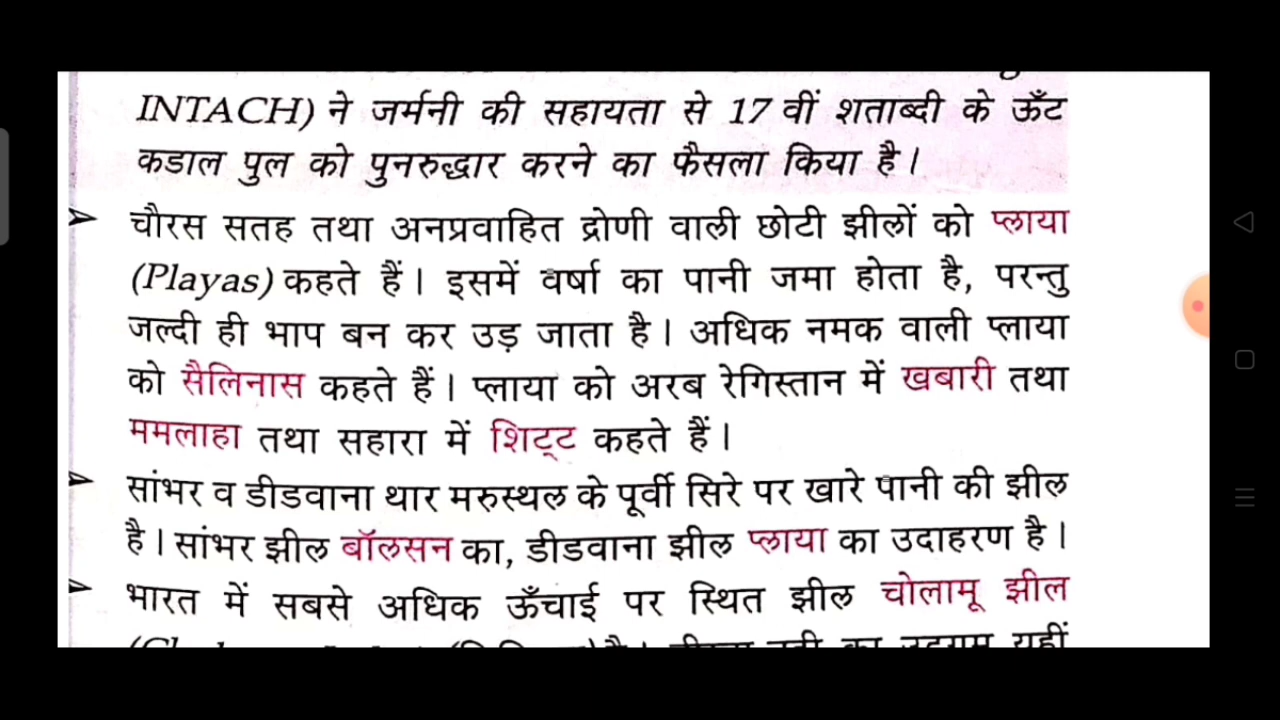 INTACH) ने जर्मनी की सहायता से 17 वीं शताब्दी के ऊँट
कडाल पुल को पुनरुद्धार करने का फैसला किया है।
चौरस सतह तथा अनप्रवाहित द्रोणी वाली छोटी झीलों को प्लाया
(Playas) कहते हैं। इसमें वर्षा का पानी जमा होता है, परन्तु
जल्दी ही भाप बन कर उड़ जाता है। अधिक नमक वाली प्लाया
को सैलिनास कहते हैं। प्लाया को अरब रेगिस्तान में खबारी तथा
ममलाहा तथा सहारा में शिट्ट कहते हैं।
सांभर व डीडवाना थार मरुस्थल के पूर्वी सिरे पर खारे पानी की झील
है। सांभर झील बॉलसन का, डीडवाना झील प्लाया का उदाहरण है।
भारत में सबसे अधिक ऊँचाई पर स्थित झील चोलामू झील